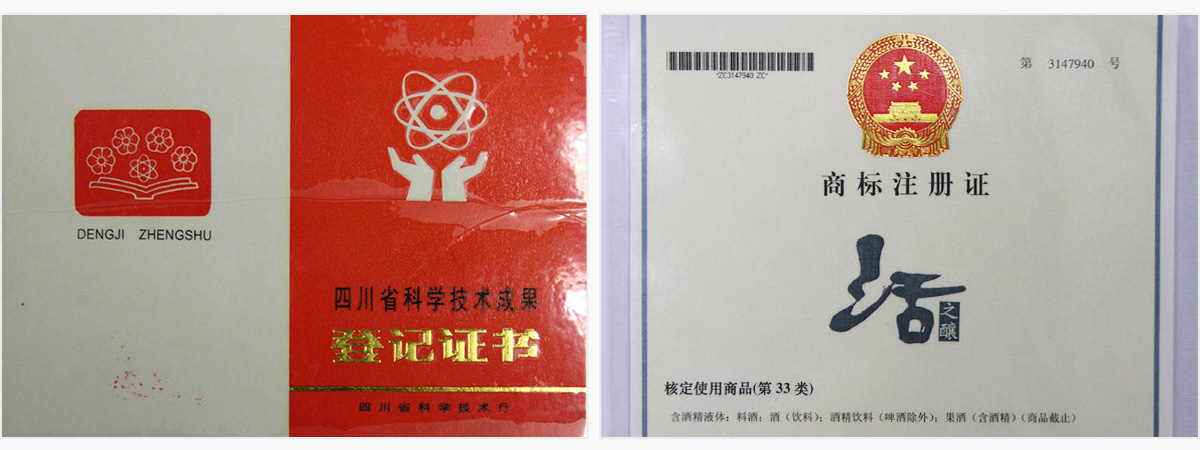 DENGJI ZHENGSHU
四川省科学技术成果
登记证书
四川省科学技术厅
*ZC3147940 ZC*
第 3147940 号
商标注册证
活
之酿
核定使用商品(第 33 类)
含酒精液体；料酒；酒（饮料）；酒精饮料（啤酒除外）；果酒（含酒精）（商品截止）